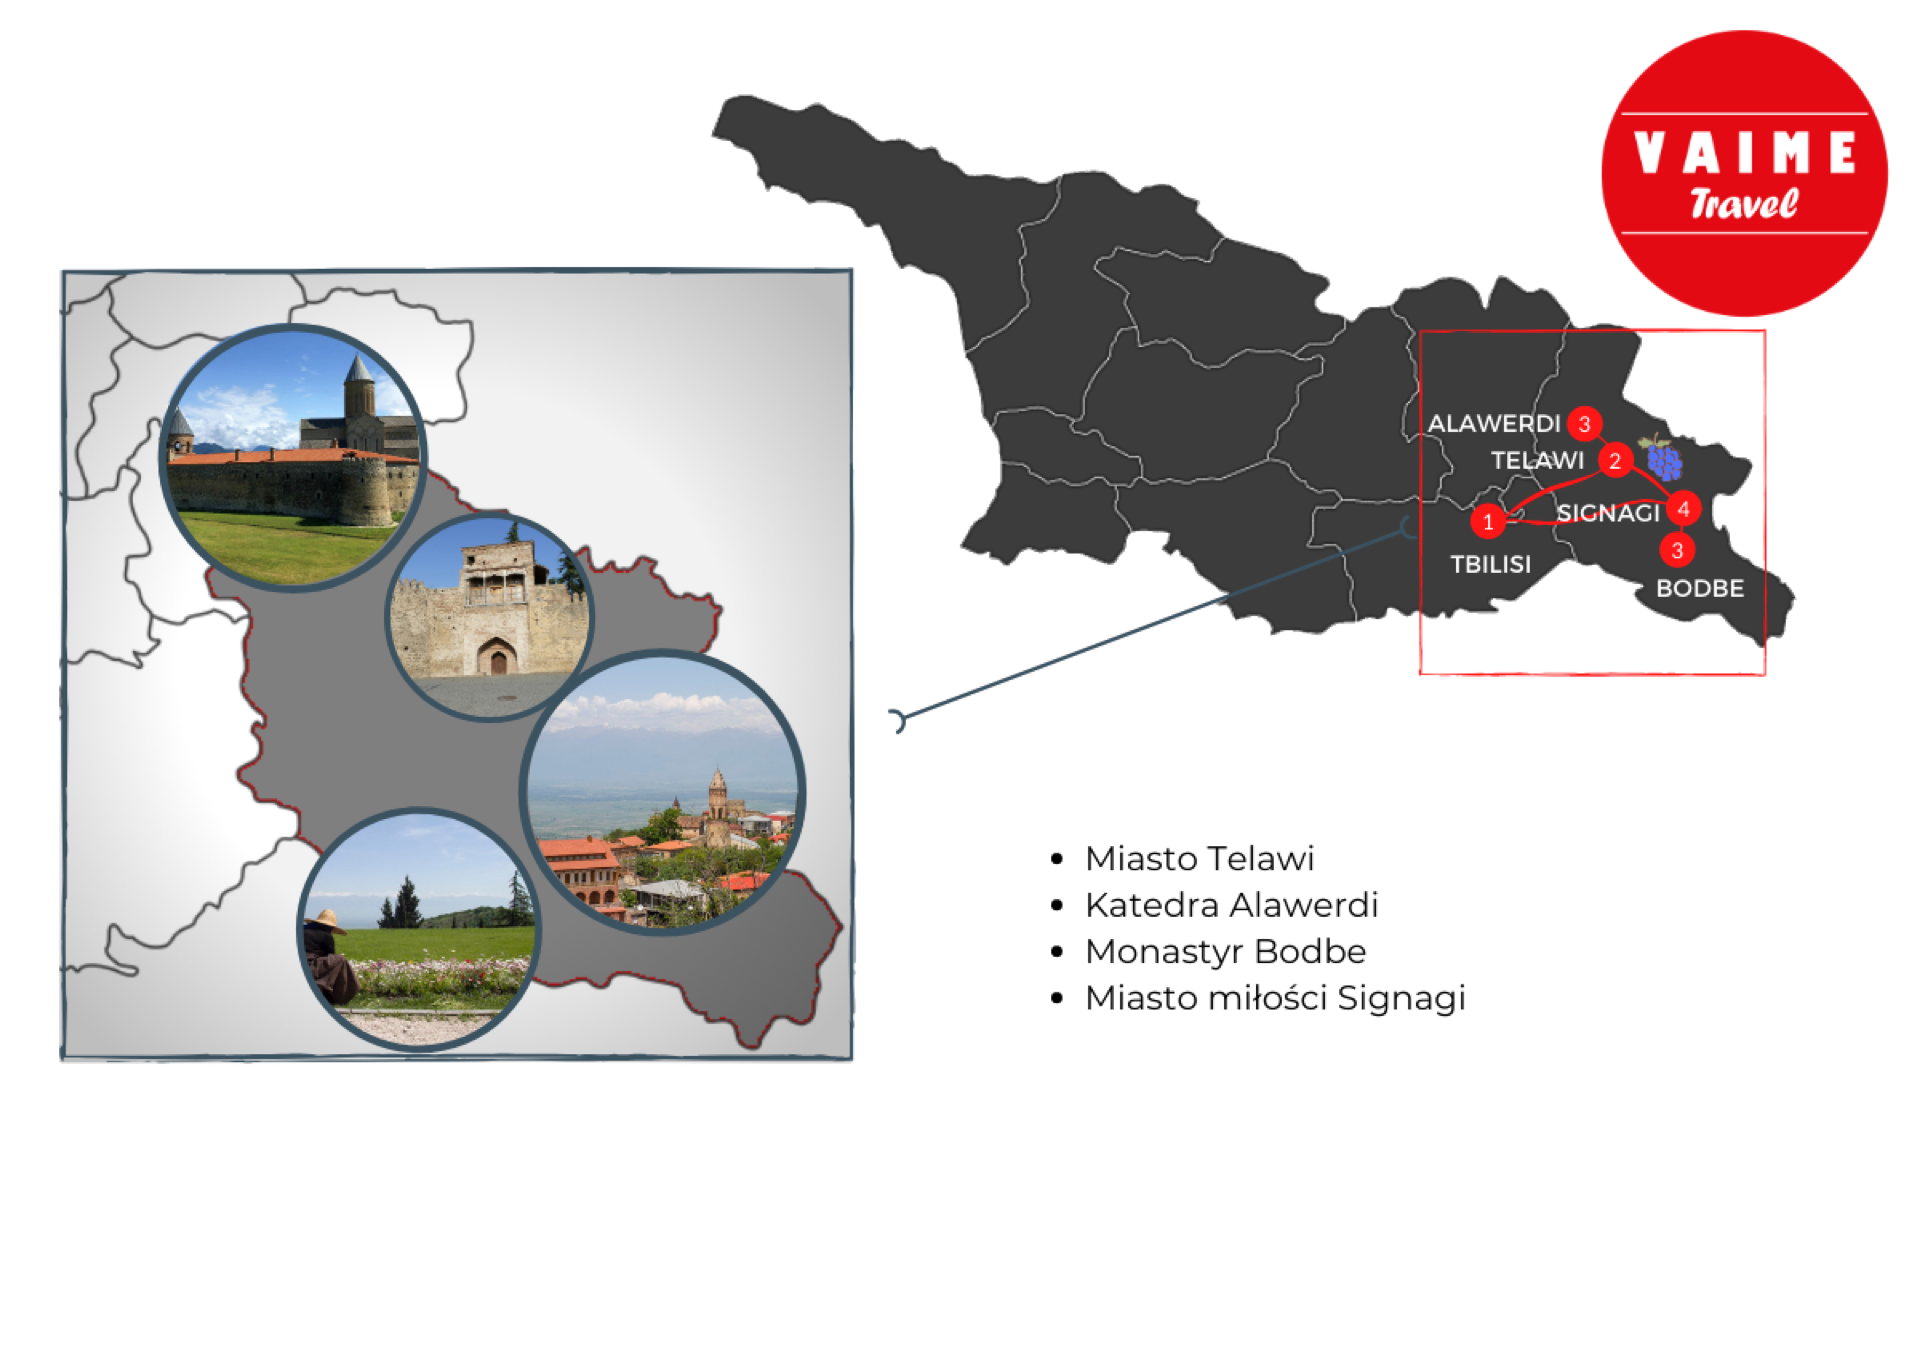 VAIME
Travel
ALAWERDI 3
TELAWI 2
SIGNAGI 4
1
3
TBILISI
BODBE
• Miasto Telawi
• Katedra Alawerdi
• Monastyr Bodbe
• Miasto miłości Signagi